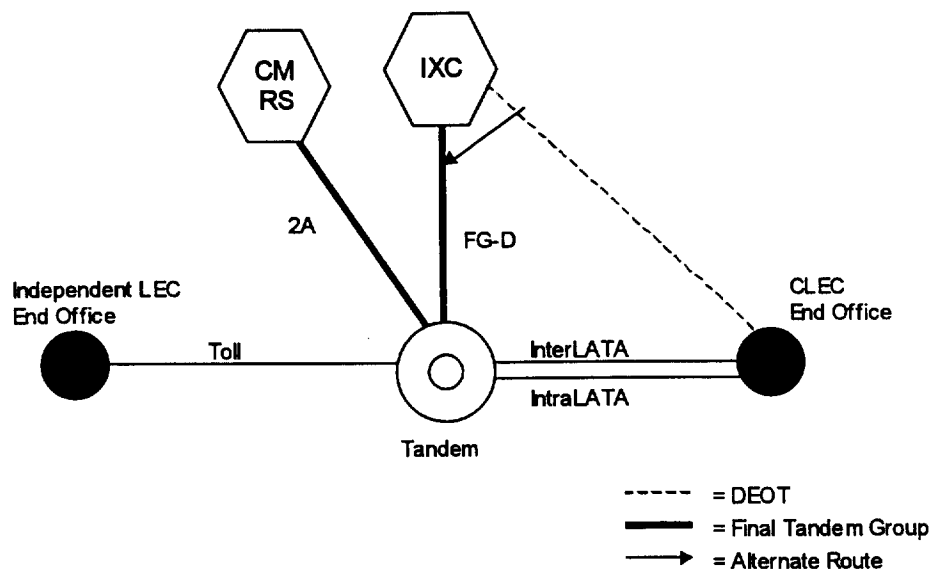 CM
RS
IXC
2A
FG-D
Independent LEC
End Office
CLEC
End Office
Toll
InterLATA
IntraLATA
Tandem
= DEOT
= Final Tandem Group
= Alternate Route